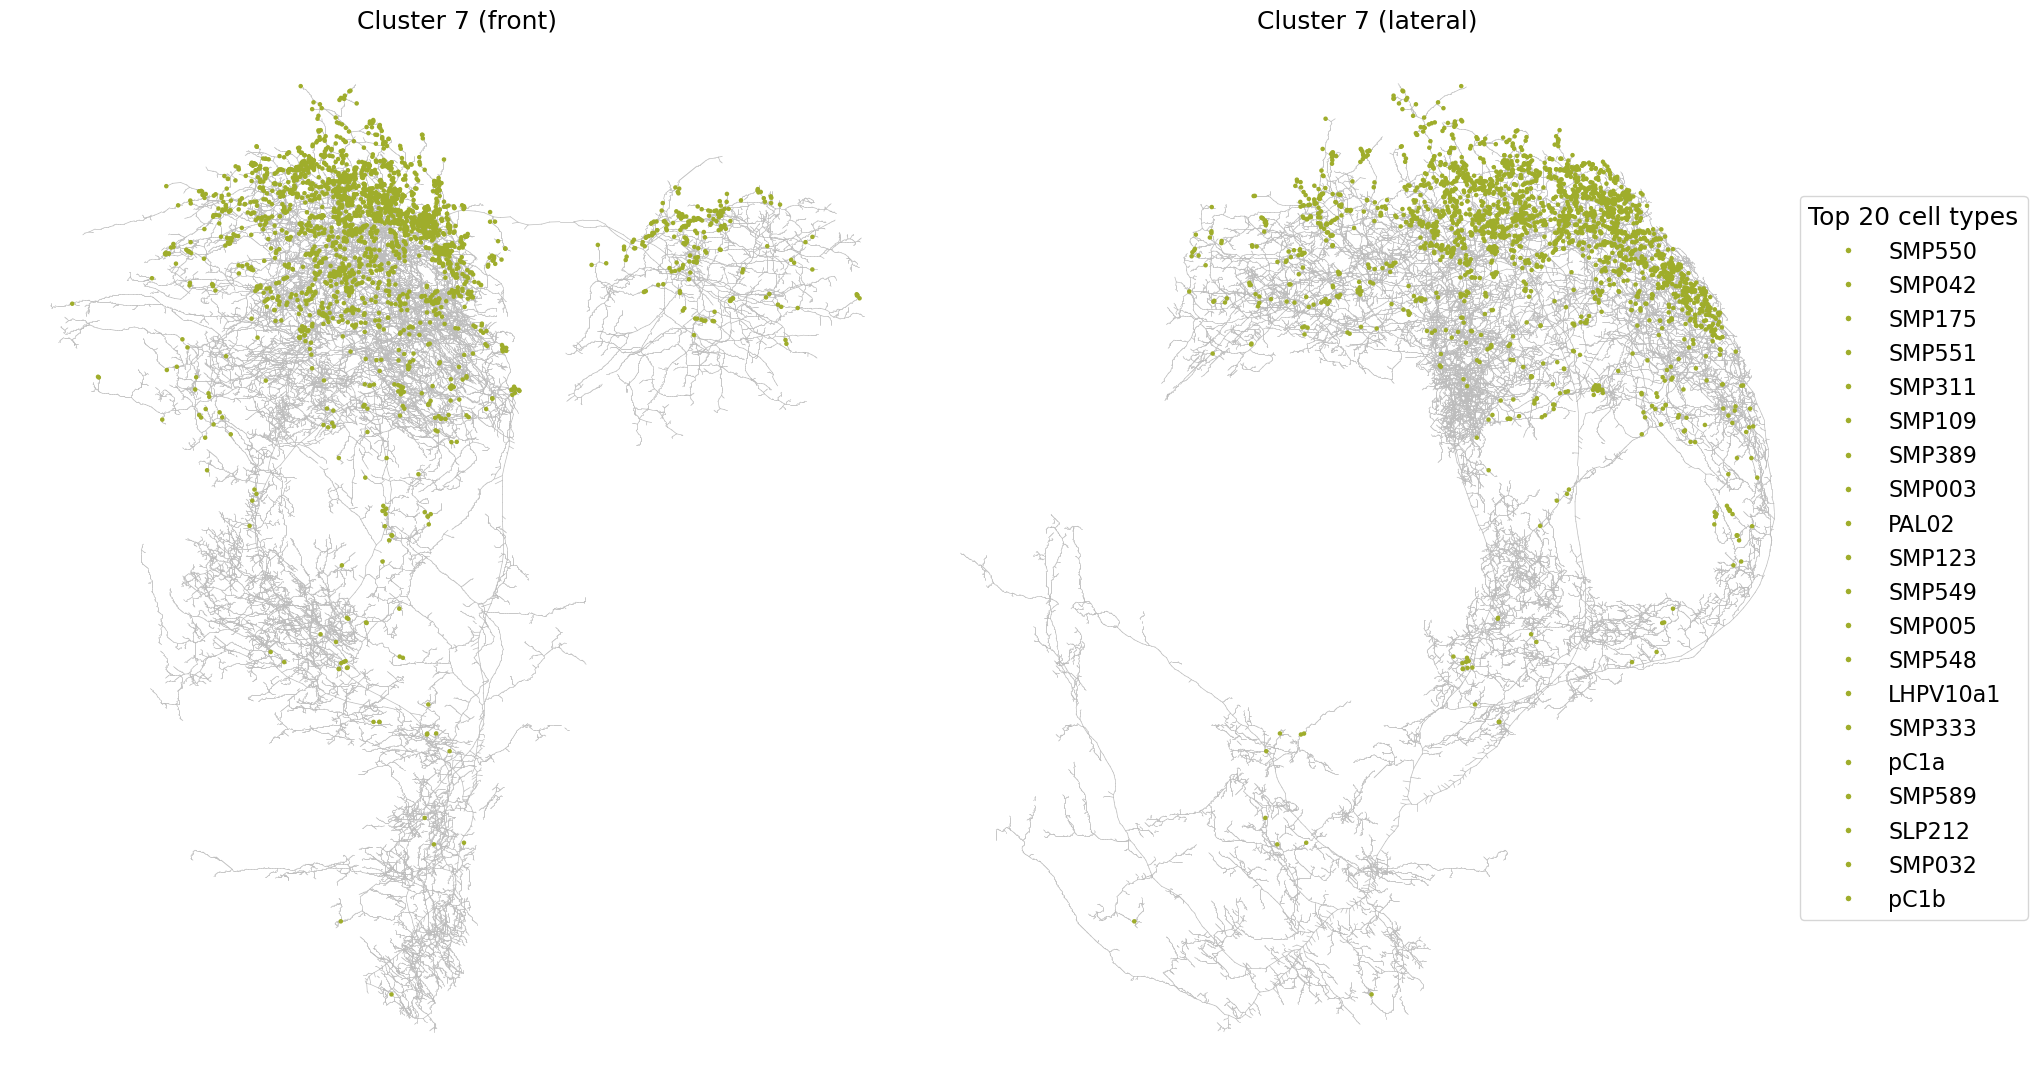 Cluster 7 (front)
Cluster 7 (lateral)
Top 20 cell types
SMP550
SMP042
SMP175
SMP551
SMP311
SMP109
SMP389
SMP003
PAL02
SMP123
SMP549
SMP005
SMP548
LHPV10a1
SMP333
pC1a
SMP589
SLP212
SMP032
pC1b